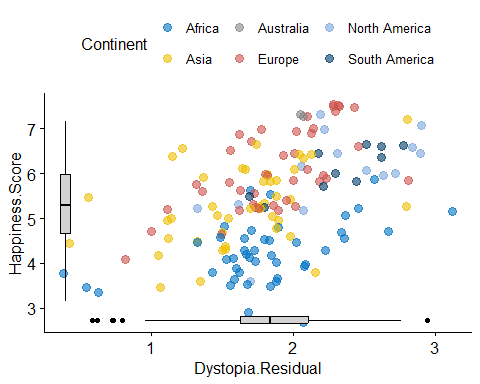 Continent
Africa
Australia
North America
Asia
Europe
South America
7
6
5
4
3
Happiness.Score
1
2
3
Dystopia.Residual